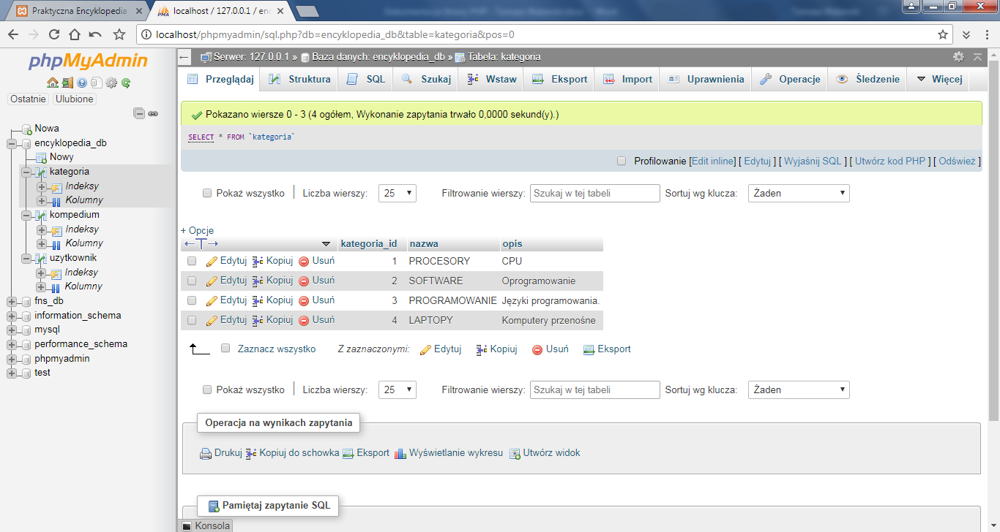 Praktyczna Encyklopedia
localhost / 127.0.0.1 / enc
localhost/phpmyadmin/sql.php?db=encyklopedia_db&table=kategoria&pos=0
phpMyAdmin
Ostatnie Ulubione
Nowa
encyklopedia_db
Nowy
kategoria
Indeksy
Kolumny
kompedium
Indeksy
Kolumny
uzytkownik
Indeksy
Kolumny
fns_db
information_schema
mysql
performance_schema
phpmyadmin
test
Serwer: 127.0.0.1 » Baza danych: encyklopedia_db » Tabela: kategoria
Przeglądaj Struktura SQL Szukaj Wstaw Eksport Import Uprawnienia Operacje Śledzenie Więcej
Pokazano wiersze 0 - 3 (4 ogółem, Wykonanie zapytania trwało 0,0000 sekund(y).)
SELECT * FROM `kategoria`
Profilowanie [Edit inline] [ Edytuj ] [ Wyjaśnij SQL ] [ Utwórz kod PHP ] [ Odśwież ]
Pokaż wszystko | Liczba wierszy: 25 Filtrowanie wierszy: Szukaj w tej tabeli Sortuj wg klucza: Żaden
+ Opcje
←T→ kategoria_id nazwa opis
Edytuj Kopiuj Usuń 1 PROCESORY CPU
Edytuj Kopiuj Usuń 2 SOFTWARE Oprogramowanie
Edytuj Kopiuj Usuń 3 PROGRAMOWANIE Języki programowania.
Edytuj Kopiuj Usuń 4 LAPTOPY Komputery przenośne
Zaznacz wszystko Z zaznaczonymi: Edytuj Kopiuj Usuń Eksport
Pokaż wszystko | Liczba wierszy: 25 Filtrowanie wierszy: Szukaj w tej tabeli Sortuj wg klucza: Żaden
Operacja na wynikach zapytania
Drukuj Kopiuj do schowka Eksport Wyświetlanie wykresu Utwórz widok
Pamiętaj zapytanie SQL
Konsola